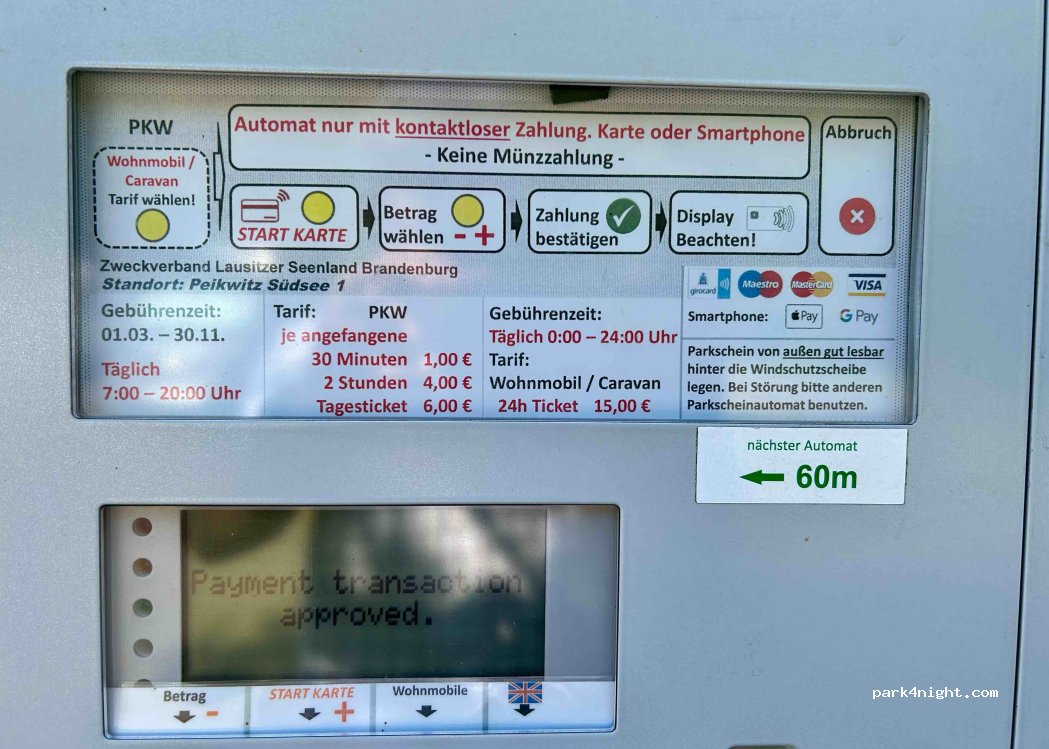 PKW
Wohnmobil /
Caravan
Tarif wählen!
Automat nur mit kontaktloser Zahlung. Karte oder Smartphone
- Keine Münzzahlung -
Abbruch
START KARTE
Betrag
wählen - +
Zahlung
bestätigen
Display
Beachten!
Zweckverband Lausitzer Seenland Brandenburg
Standort: Peikwitz Südsee 1
Gebührenzeit:
01.03. – 30.11.
Täglich
7:00 – 20:00 Uhr
Tarif: PKW
je angefangene
30 Minuten 1,00 €
2 Stunden 4,00 €
Tagesticket 6,00 €
Gebührenzeit:
Täglich 0:00 – 24:00 Uhr
Tarif:
Wohnmobil / Caravan
24h Ticket 15,00 €
girocard Maestro MasterCard VISA
Smartphone: Pay G Pay
Parkschein von außen gut lesbar
hinter die Windschutzscheibe
legen. Bei Störung bitte anderen
Parkscheinautomat benutzen.
nächster Automat
60m
Payment transaction
approved.
Betrag -
START KARTE +
Wohnmobile
park4night.com